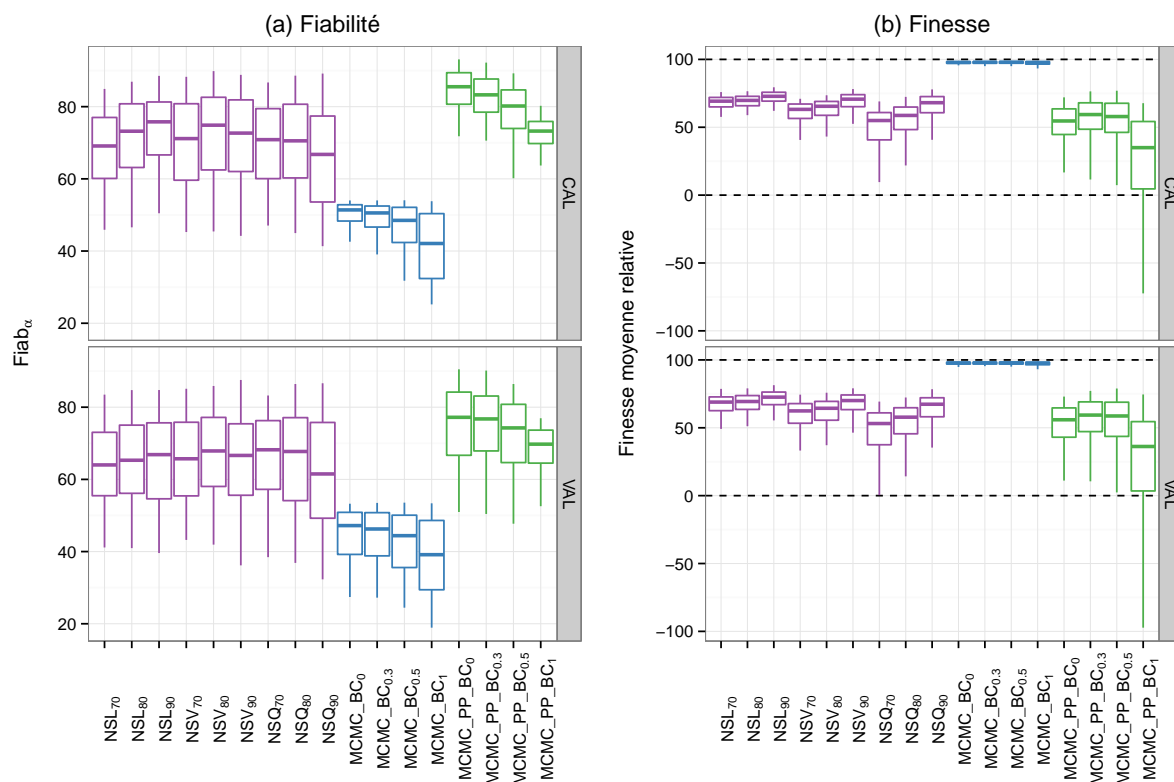 (a) Fiabilité
Fiabα
80
60
40
20
CAL
80
60
40
20
VAL
NSL70
NSL80
NSL90
NSV70
NSV80
NSV90
NSQ70
NSQ80
NSQ90
MCMC_BC0
MCMC_BC0.3
MCMC_BC0.5
MCMC_BC1
MCMC_PP_BC0
MCMC_PP_BC0.3
MCMC_PP_BC0.5
MCMC_PP_BC1
(b) Finesse
Finesse moyenne relative
100
50
0
−50
−100
CAL
100
50
0
−50
−100
VAL
NSL70
NSL80
NSL90
NSV70
NSV80
NSV90
NSQ70
NSQ80
NSQ90
MCMC_BC0
MCMC_BC0.3
MCMC_BC0.5
MCMC_BC1
MCMC_PP_BC0
MCMC_PP_BC0.3
MCMC_PP_BC0.5
MCMC_PP_BC1